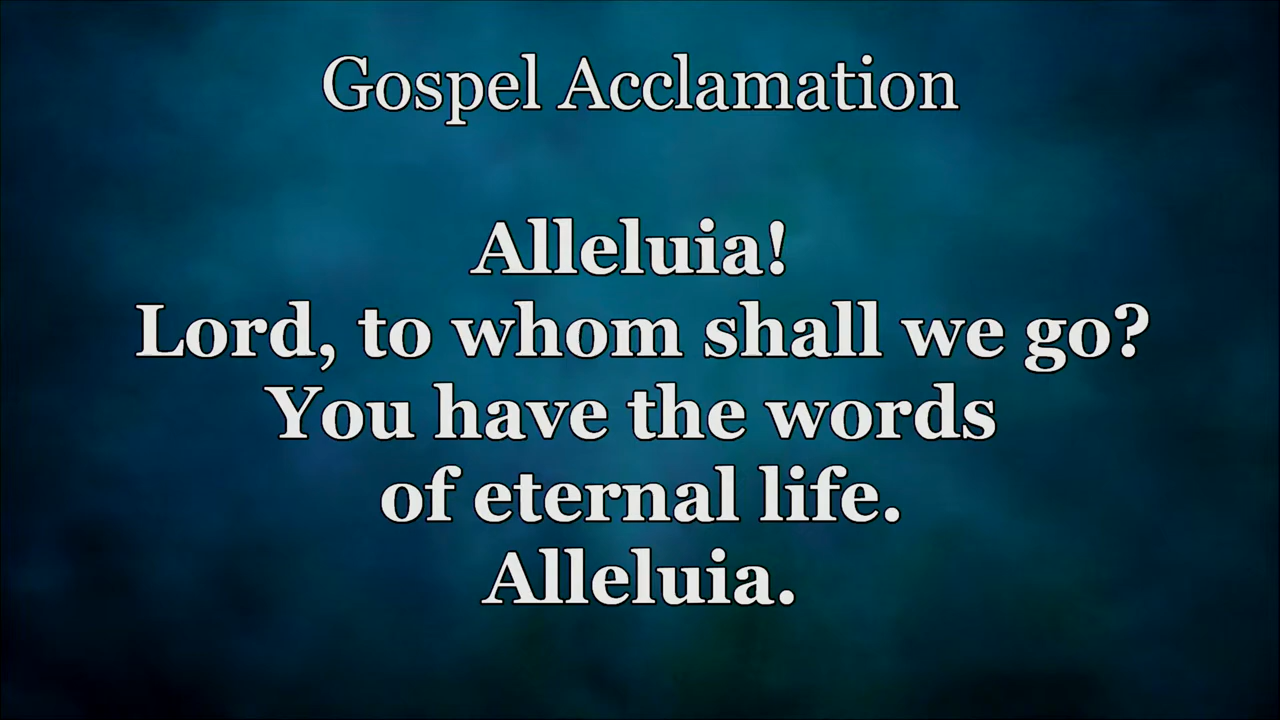 Gospel Acclamation
Alleluia!
Lord, to whom shall we go?
You have the words
of eternal life.
Alleluia.